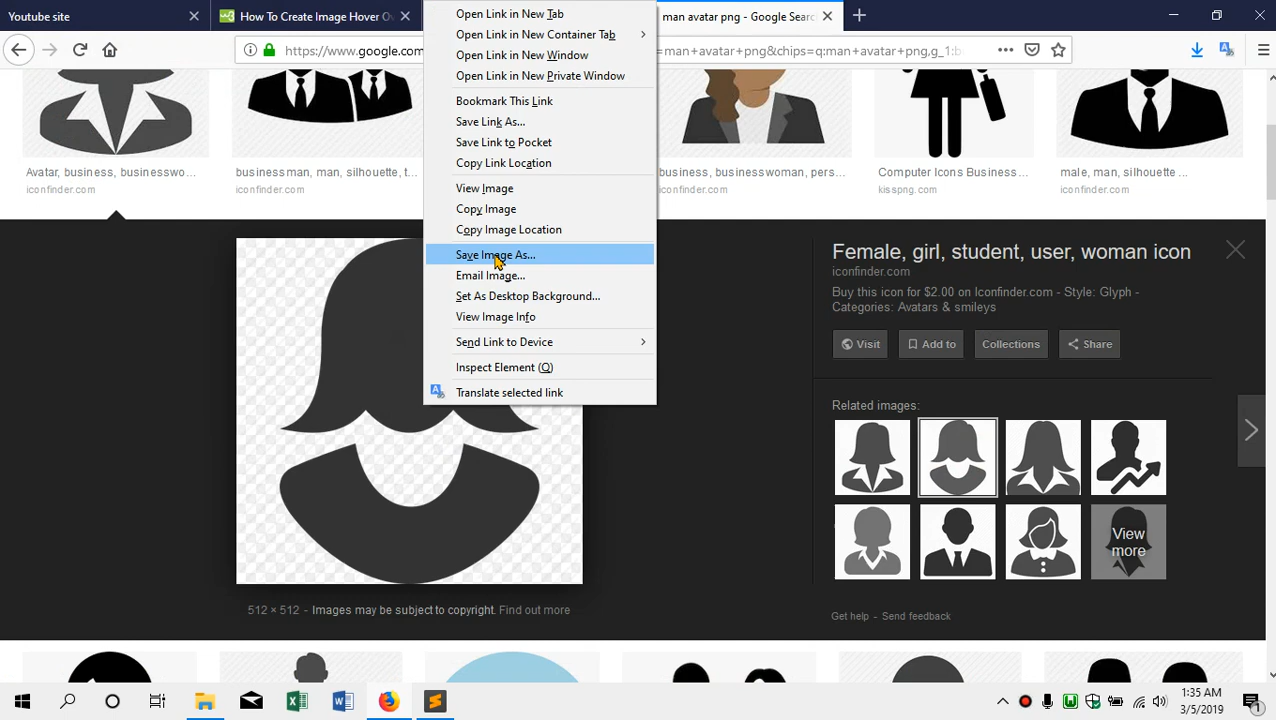 Youtube site
How To Create Image Hover Ov
man avatar png - Google Searc
https://www.google.com
=man+avatar+png&chips=q:man+avatar+png,g_1:b
Open Link in New Tab
Open Link in New Container Tab
Open Link in New Window
Open Link in New Private Window
Bookmark This Link
Save Link As...
Save Link to Pocket
Copy Link Location
View Image
Copy Image
Copy Image Location
Save Image As...
Email Image...
Set As Desktop Background...
View Image Info
Send Link to Device
Inspect Element (Q)
Translate selected link
Avatar, business, businesswo...
iconfinder.com
businessman, man, silhouette, t...
iconfinder.com
, business, businesswoman, pers...
iconfinder.com
Computer Icons Business ...
kisspng.com
male, man, silhouette ...
iconfinder.com
Female, girl, student, user, woman icon
iconfinder.com
Buy this icon for $2.00 on Iconfinder.com - Style: Glyph -
Categories: Avatars & smileys
Visit
Add to
Collections
Share
Related images:
View
more
512 × 512 - Images may be subject to copyright. Find out more
Get help - Send feedback
1:35 AM
3/5/2019